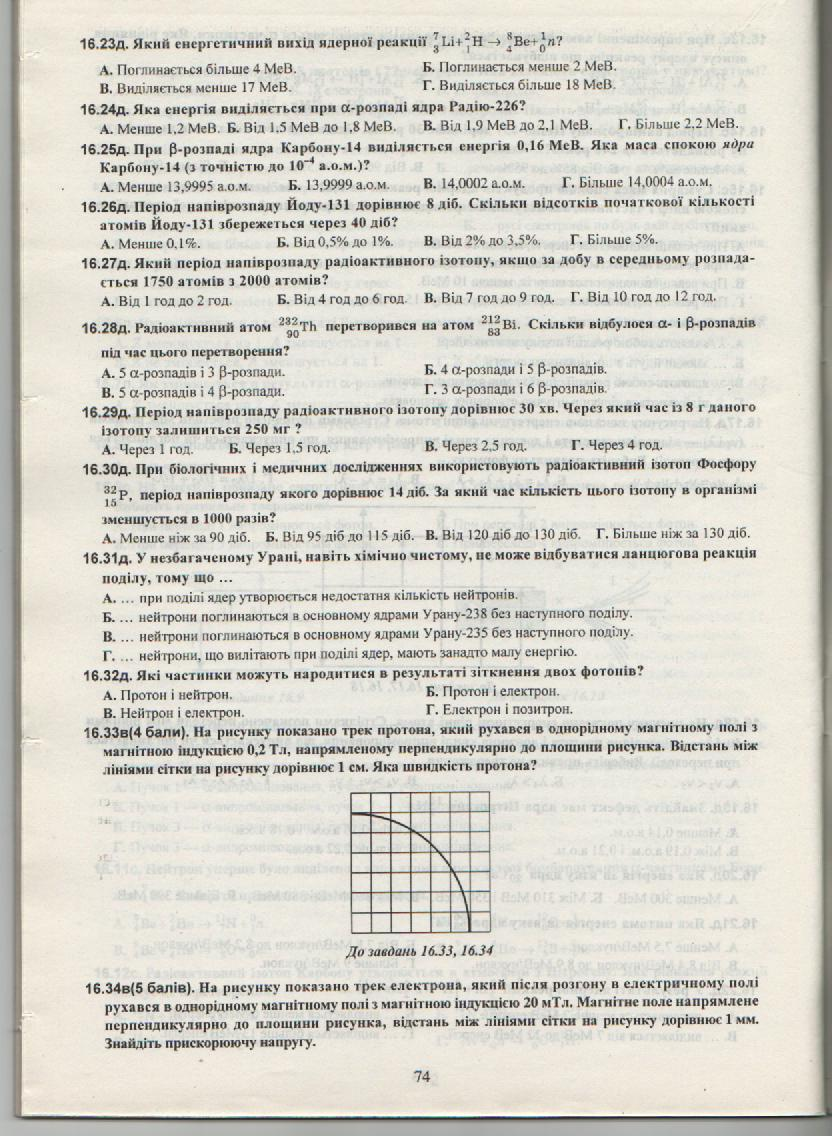 16.23д. Який енергетичний вихід ядерної реакції ⁷₃Li+²₁H → ⁸₄Be+¹₀n?
А. Поглинається більше 4 МеВ. Б. Поглинається менше 2 МеВ.
В. Виділяється менше 17 МеВ. Г. Виділяється більше 18 МеВ.
16.24д. Яка енергія виділяється при α-розпаді ядра Радію-226?
А. Менше 1,2 МеВ. Б. Від 1,5 МеВ до 1,8 МеВ. В. Від 1,9 МеВ до 2,1 МеВ. Г. Більше 2,2 МеВ.
16.25д. При β-розпаді ядра Карбону-14 виділяється енергія 0,16 МеВ. Яка маса спокою ядра
Карбону-14 (з точністю до 10⁻⁴ а.о.м.)?
А. Менше 13,9995 а.о.м. Б. 13,9999 а.о.м. В. 14,0002 а.о.м. Г. Більше 14,0004 а.о.м.
16.26д. Період напіврозпаду Йоду-131 дорівнює 8 діб. Скільки відсотків початкової кількості
атомів Йоду-131 збережеться через 40 діб?
А. Менше 0,1%. Б. Від 0,5% до 1%. В. Від 2% до 3,5%. Г. Більше 5%.
16.27д. Який період напіврозпаду радіоактивного ізотопу, якщо за добу в середньому розпада-
ється 1750 атомів з 2000 атомів?
А. Від 1 год до 2 год. Б. Від 4 год до 6 год. В. Від 7 год до 9 год. Г. Від 10 год до 12 год.
16.28д. Радіоактивний атом ²³²₉₀Th перетворився на атом ²¹²₈₃Bi. Скільки відбулося α- і β-розпадів
під час цього перетворення?
А. 5 α-розпадів і 3 β-розпади. Б. 4 α-розпади і 5 β-розпадів.
В. 5 α-розпадів і 4 β-розпади. Г. 3 α-розпади і 6 β-розпадів.
16.29д. Період напіврозпаду радіоактивного ізотопу дорівнює 30 хв. Через який час із 8 г даного
ізотопу залишиться 250 мг ?
А. Через 1 год. Б. Через 1,5 год. В. Через 2,5 год. Г. Через 4 год.
16.30д. При біологічних і медичних дослідженнях використовують радіоактивний ізотоп Фосфору
³²₁₅P, період напіврозпаду якого дорівнює 14 діб. За який час кількість цього ізотопу в організмі
зменшується в 1000 разів?
А. Менше ніж за 90 діб. Б. Від 95 діб до 115 діб. В. Від 120 діб до 130 діб. Г. Більше ніж за 130 діб.
16.31д. У незбагаченому Урані, навіть хімічно чистому, не може відбуватися ланцюгова реакція
поділу, тому що ...
А. ... при поділі ядер утворюється недостатня кількість нейтронів.
Б. ... нейтрони поглинаються в основному ядрами Урану-238 без наступного поділу.
В. ... нейтрони поглинаються в основному ядрами Урану-235 без наступного поділу.
Г. ... нейтрони, що вилітають при поділі ядер, мають занадто малу енергію.
16.32д. Які частинки можуть народитися в результаті зіткнення двох фотонів?
А. Протон і нейтрон. Б. Протон і електрон.
В. Нейтрон і електрон. Г. Електрон і позитрон.
16.33в(4 бали). На рисунку показано трек протона, який рухався в однорідному магнітному полі з
магнітною індукцією 0,2 Тл, напрямленому перпендикулярно до площини рисунка. Відстань між
лініями сітки на рисунку дорівнює 1 см. Яка швидкість протона?
До завдань 16.33, 16.34
16.34в(5 балів). На рисунку показано трек електрона, який після розгону в електричному полі
рухався в однорідному магнітному полі з магнітною індукцією 20 мТл. Магнітне поле напрямлене
перпендикулярно до площини рисунка, відстань між лініями сітки на рисунку дорівнює 1 мм.
Знайдіть прискорюючу напругу.
74